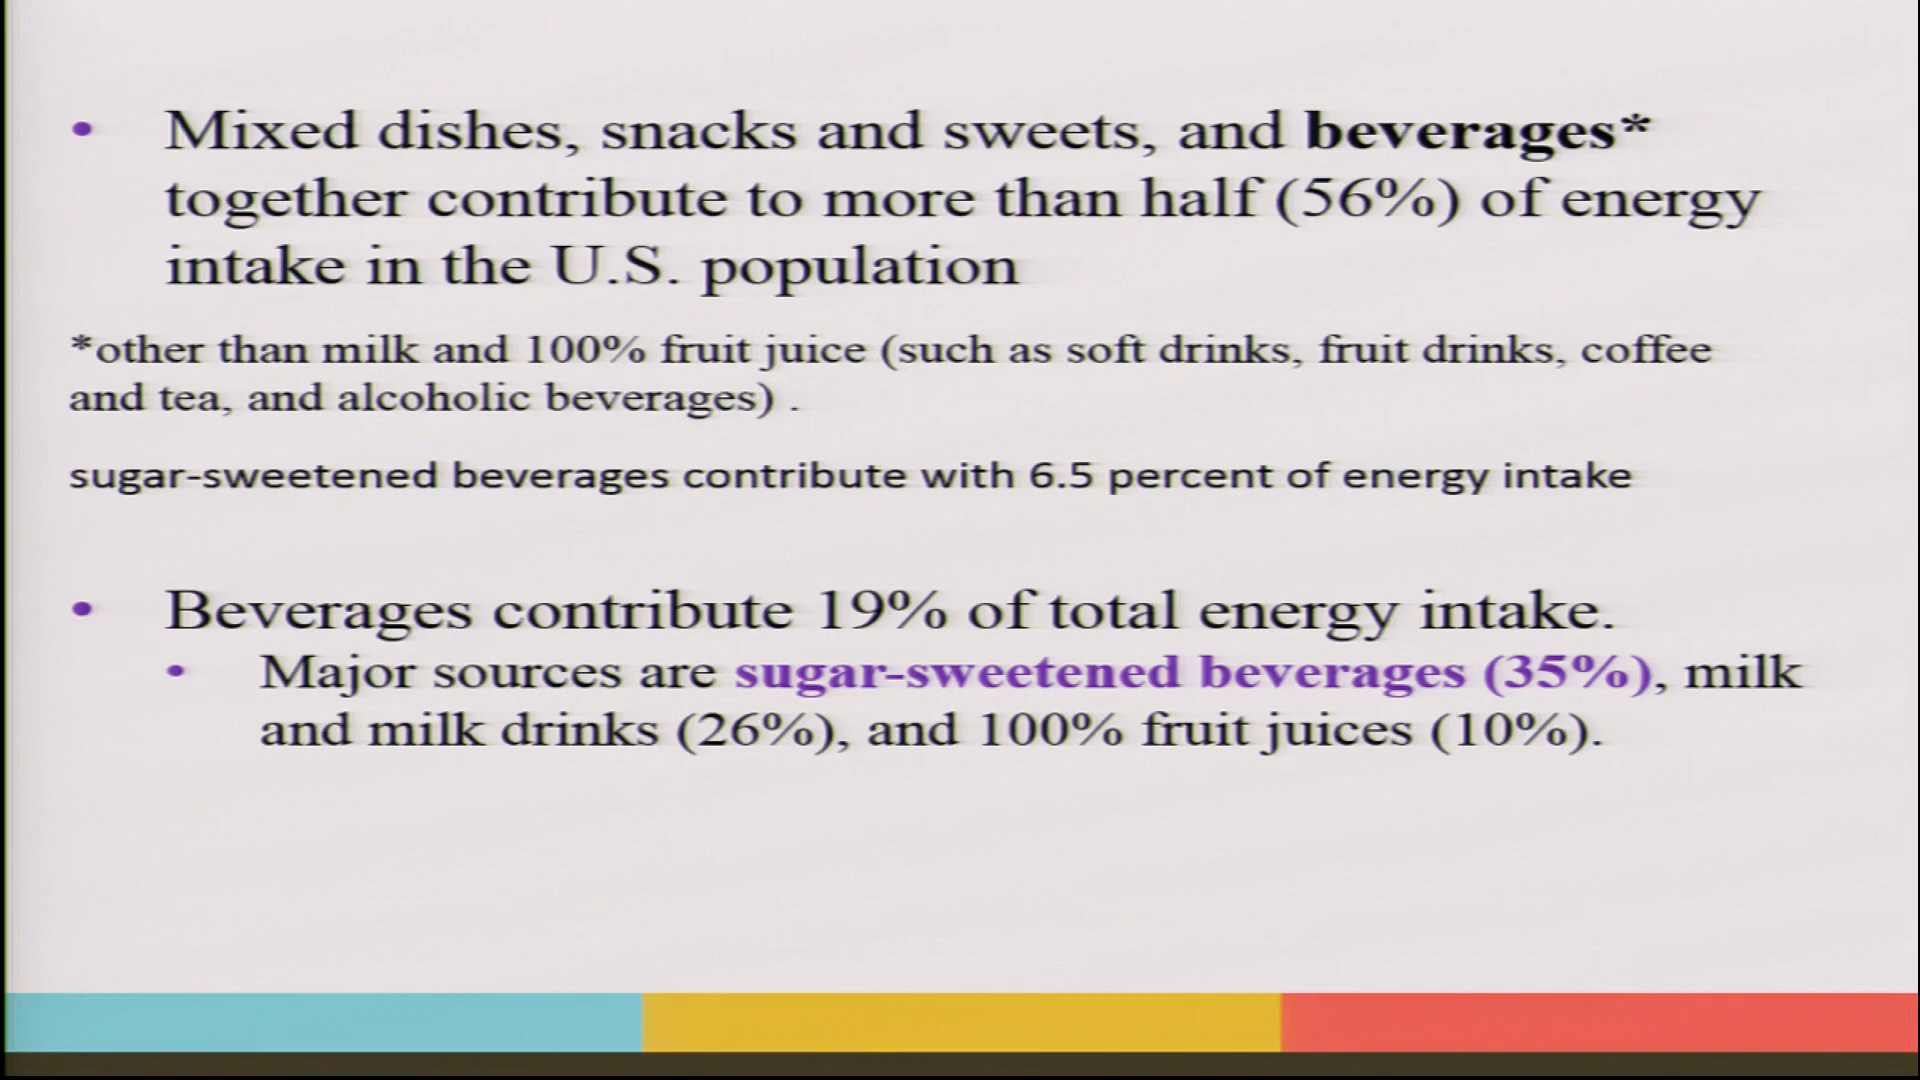 • Mixed dishes, snacks and sweets, and beverages*
together contribute to more than half (56%) of energy
intake in the U.S. population
*other than milk and 100% fruit juice (such as soft drinks, fruit drinks, coffee
and tea, and alcoholic beverages) .
sugar-sweetened beverages contribute with 6.5 percent of energy intake
• Beverages contribute 19% of total energy intake.
• Major sources are sugar-sweetened beverages (35%), milk
and milk drinks (26%), and 100% fruit juices (10%).